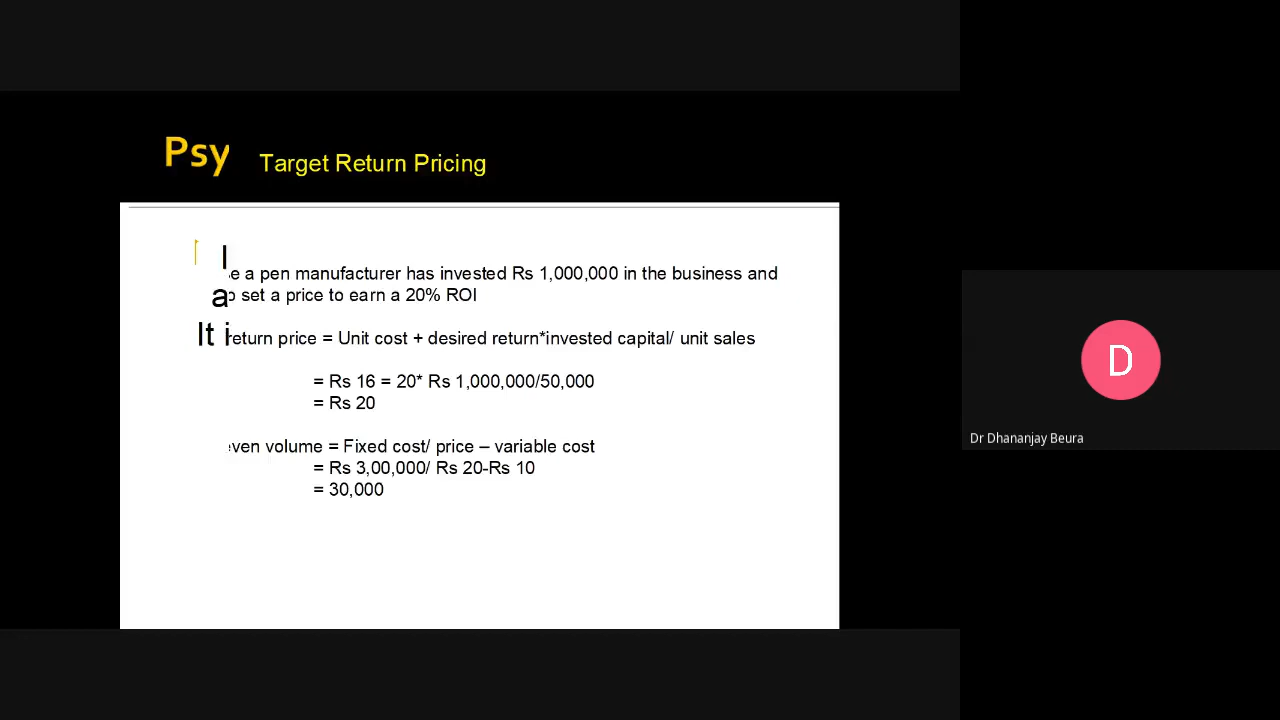 Psy Target Return Pricing
l
e a pen manufacturer has invested Rs 1,000,000 in the business and
a set a price to earn a 20% ROI
It i return price = Unit cost + desired return*invested capital/ unit sales
= Rs 16 = 20* Rs 1,000,000/50,000
= Rs 20
even volume = Fixed cost/ price – variable cost
= Rs 3,00,000/ Rs 20-Rs 10
= 30,000
D
Dr Dhananjay Beura